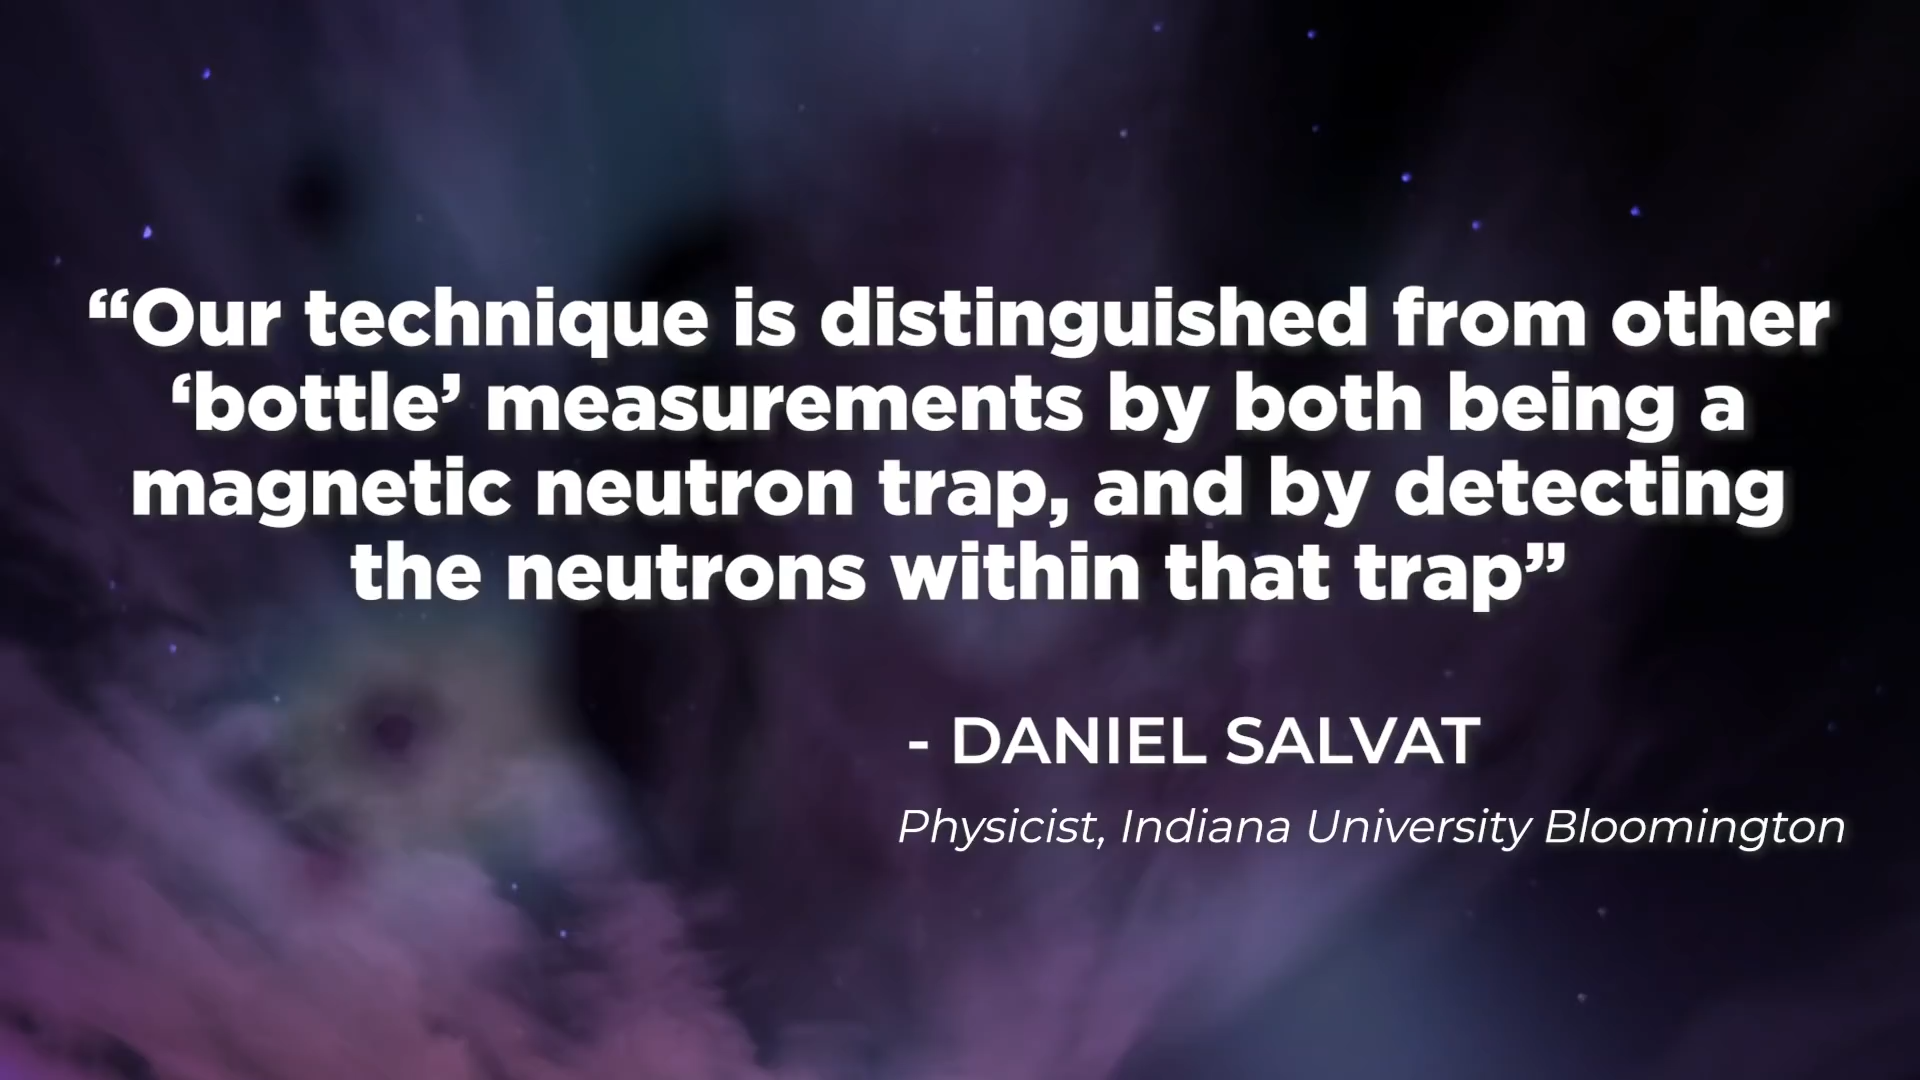 “Our technique is distinguished from other
‘bottle’ measurements by both being a
magnetic neutron trap, and by detecting
the neutrons within that trap”
- DANIEL SALVAT
Physicist, Indiana University Bloomington